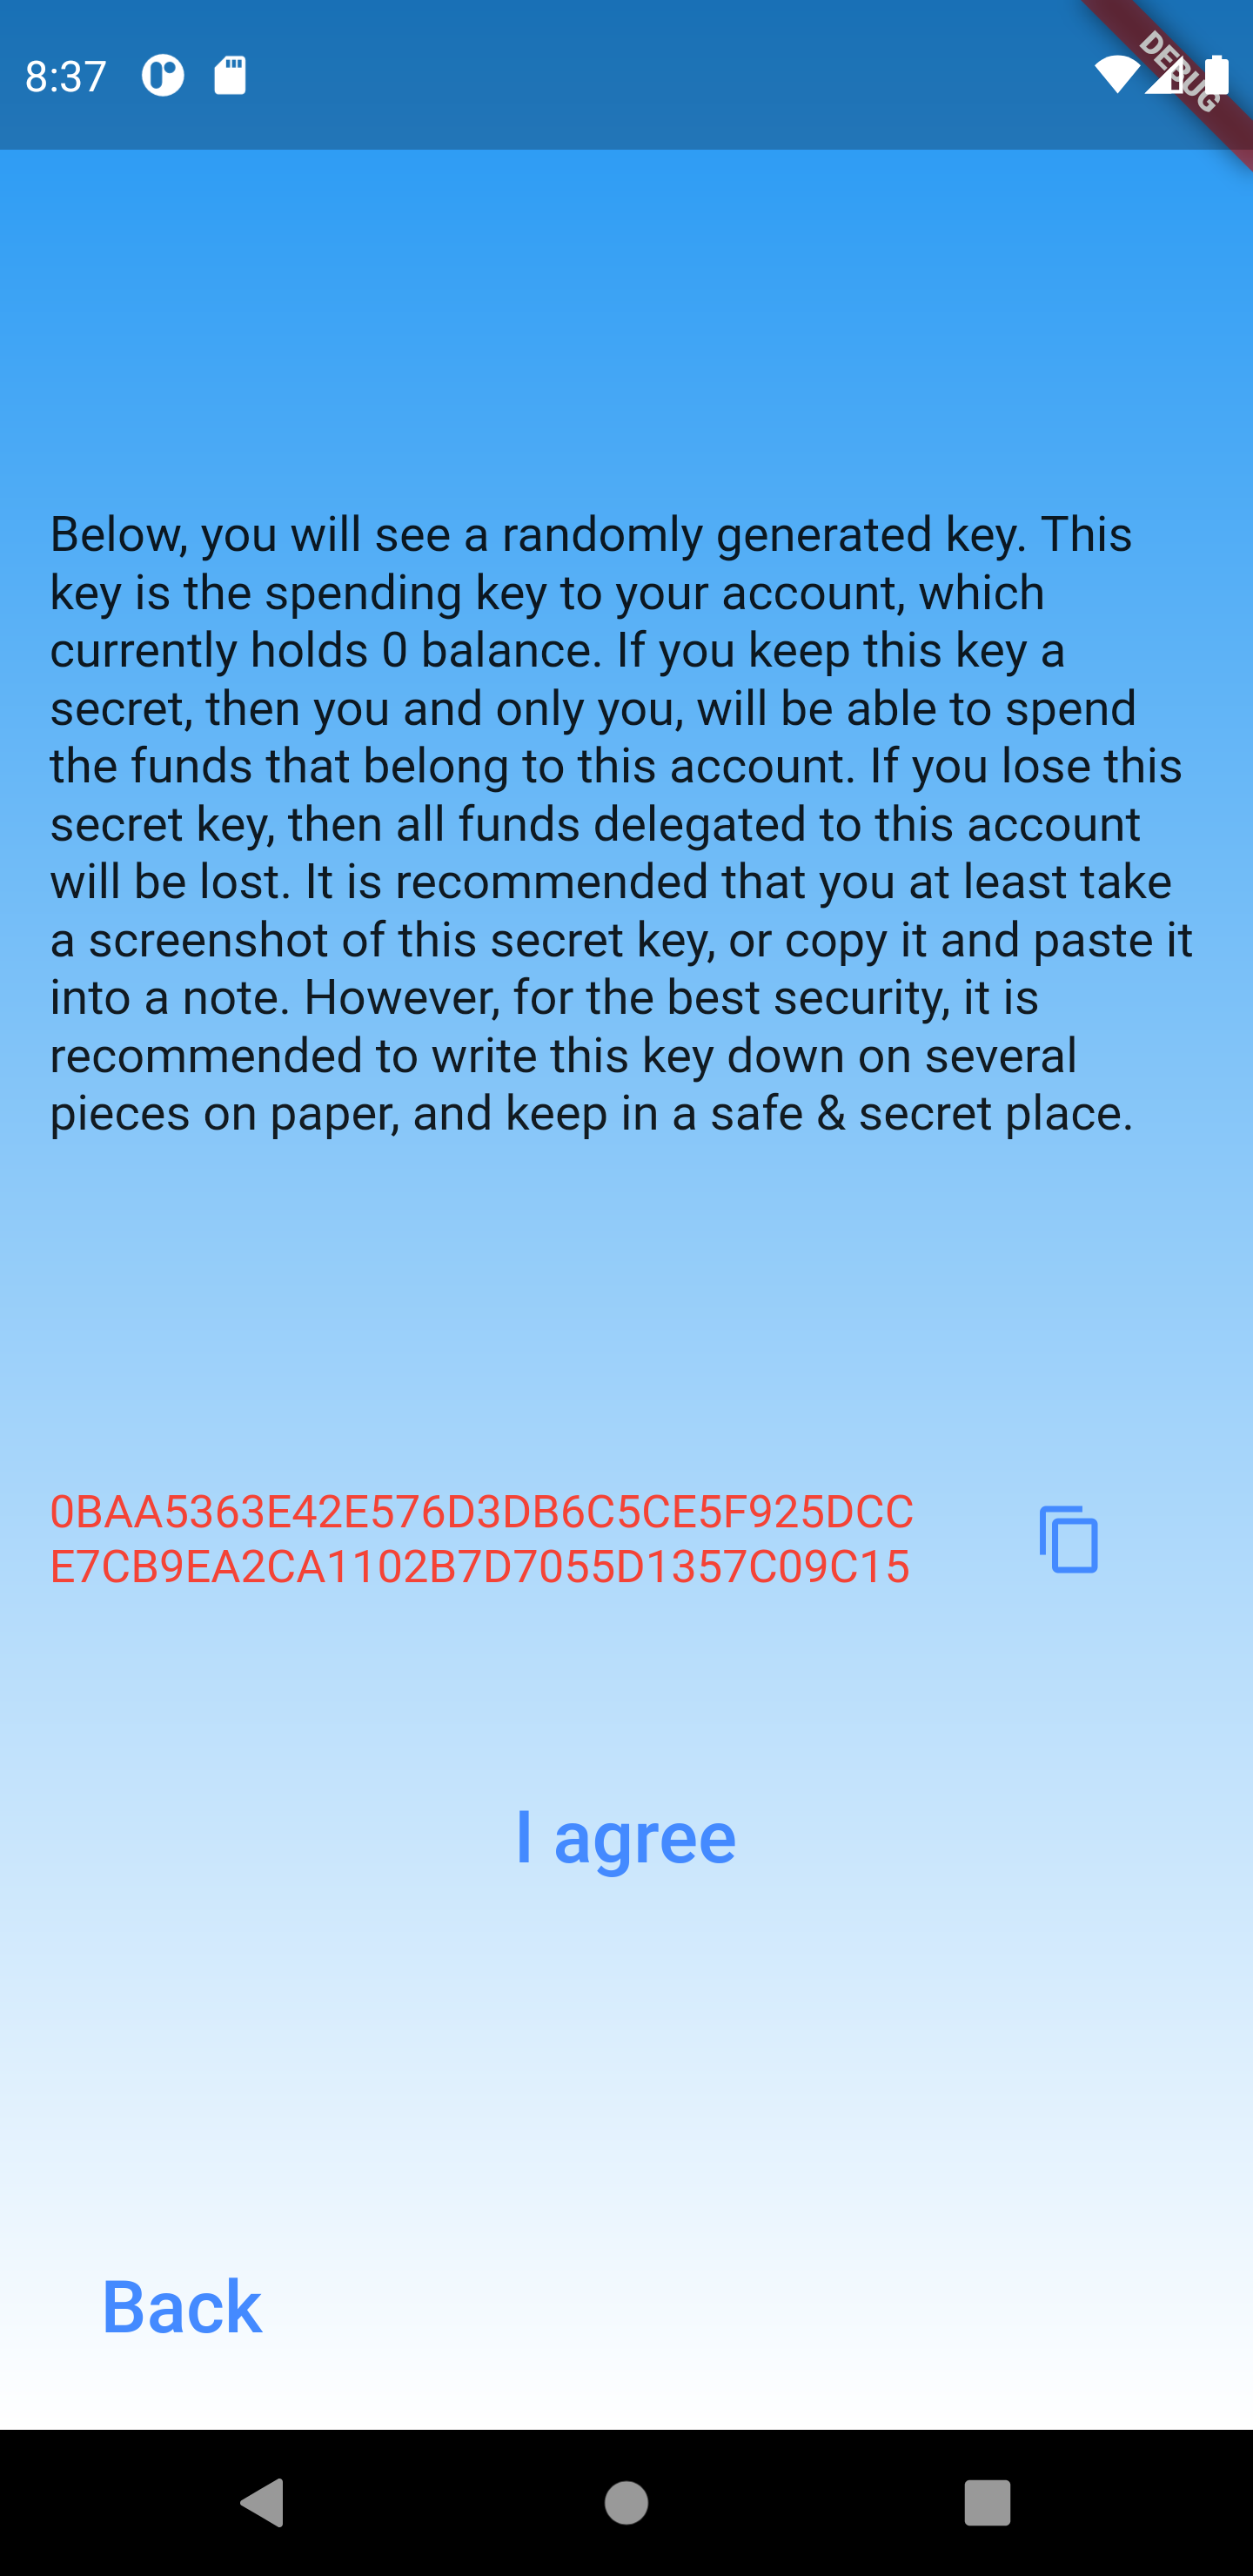 8:37
DEBUG
Below, you will see a randomly generated key. This
key is the spending key to your account, which
currently holds 0 balance. If you keep this key a
secret, then you and only you, will be able to spend
the funds that belong to this account. If you lose this
secret key, then all funds delegated to this account
will be lost. It is recommended that you at least take
a screenshot of this secret key, or copy it and paste it
into a note. However, for the best security, it is
recommended to write this key down on several
pieces on paper, and keep in a safe & secret place.
0BAA5363E42E576D3DB6C5CE5F925DCC
E7CB9EA2CA1102B7D7055D1357C09C15
I agree
Back